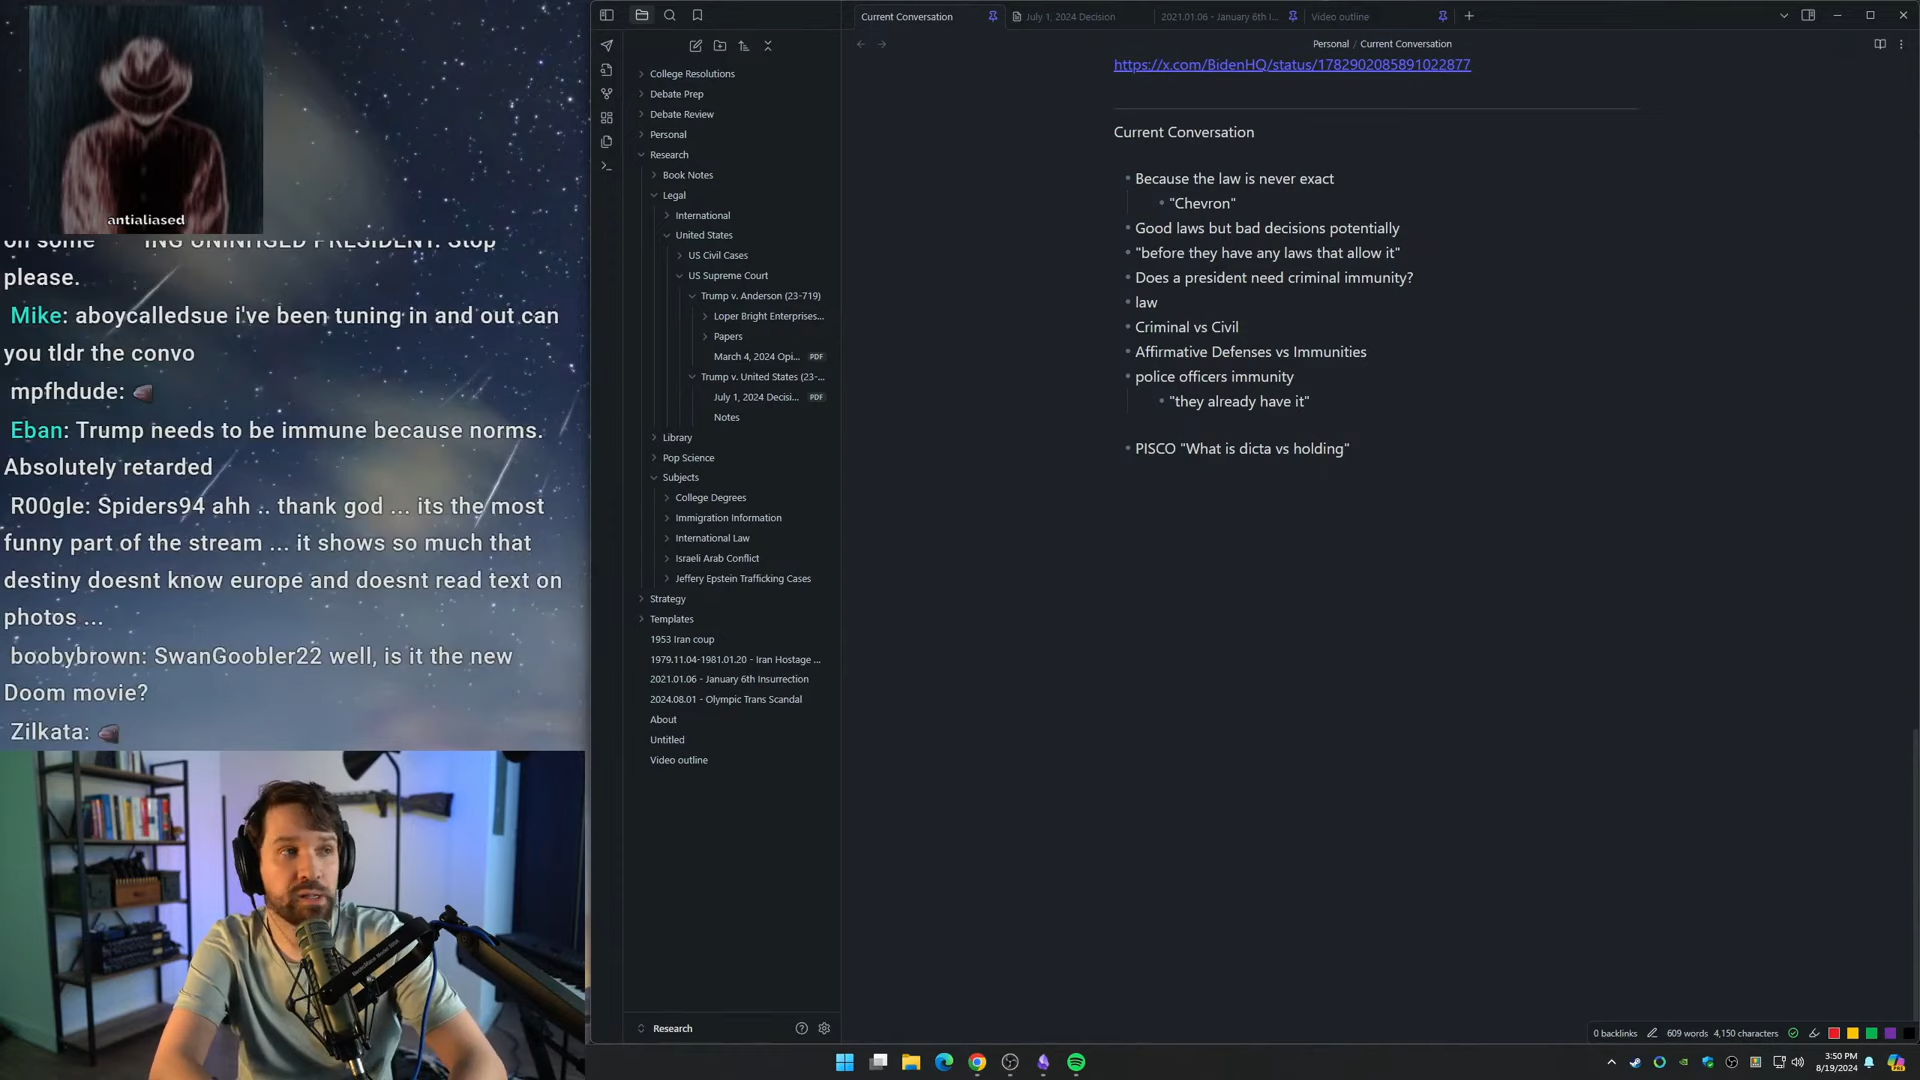 antialiased
on some ING UNHINGED PRESIDENT. Stop
please.
Mike: aboycalledsue i've been tuning in and out can
you tldr the convo
mpfhdude:
Eban: Trump needs to be immune because norms.
Absolutely retarded
R00gle: Spiders94 ahh .. thank god ... its the most
funny part of the stream ... it shows so much that
destiny doesnt know europe and doesnt read text on
photos ...
boobybrown: SwanGoobler22 well, is it the new
Doom movie?
Zilkata:
College Resolutions
Debate Prep
Debate Review
Personal
Research
Book Notes
Legal
International
United States
US Civil Cases
US Supreme Court
Trump v. Anderson (23-719)
Loper Bright Enterprises...
Papers
March 4, 2024 Opi... PDF
Trump v. United States (23-...
July 1, 2024 Decisi... PDF
Notes
Library
Pop Science
Subjects
College Degrees
Immigration Information
International Law
Israeli Arab Conflict
Jeffery Epstein Trafficking Cases
Strategy
Templates
1953 Iran coup
1979.11.04-1981.01.20 - Iran Hostage ...
2021.01.06 - January 6th Insurrection
2024.08.01 - Olympic Trans Scandal
About
Untitled
Video outline
Research
Current Conversation
July 1, 2024 Decision
2021.01.06 - January 6th I...
Video outline
Personal / Current Conversation
https://x.com/BidenHQ/status/1782902085891022877
Current Conversation
Because the law is never exact
"Chevron"
Good laws but bad decisions potentially
"before they have any laws that allow it"
Does a president need criminal immunity?
law
Criminal vs Civil
Affirmative Defenses vs Immunities
police officers immunity
"they already have it"
PISCO "What is dicta vs holding"
0 backlinks 609 words 4,150 characters
3:50 PM
8/19/2024